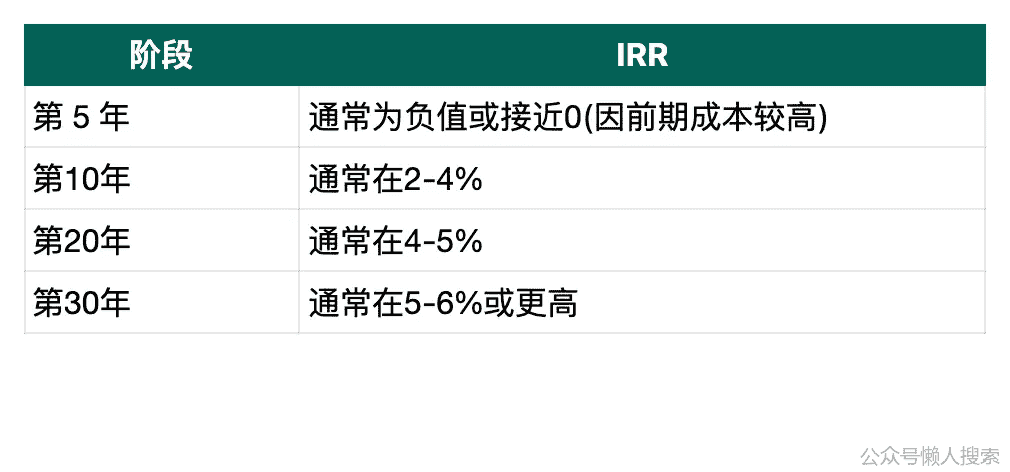 阶段 IRR
第 5 年 通常为负值或接近0(因前期成本较高)
第10年 通常在2-4%
第20年 通常在4-5%
第30年 通常在5-6%或更高
公众号懒人搜索